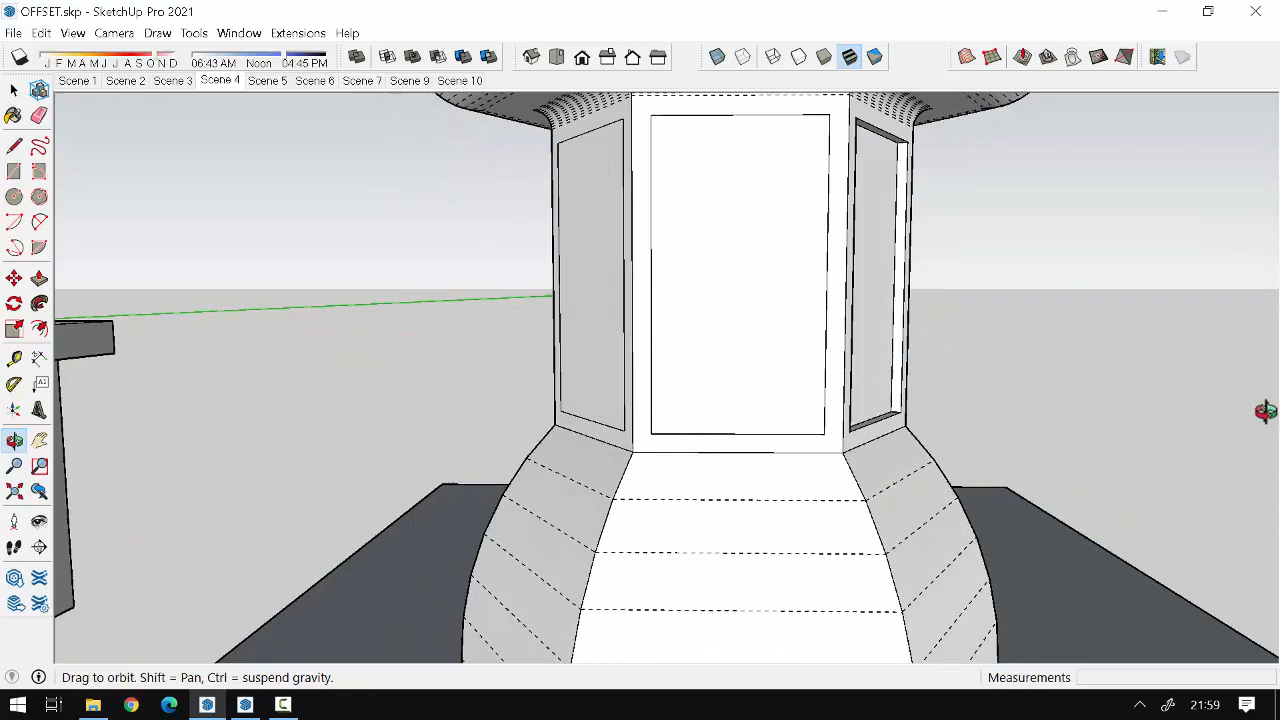 OFFSET.skp - SketchUp Pro 2021
File Edit View Camera Draw Tools Window Extensions Help
J F M A M J J A S O N D 06:43 AM Noon 04:45 PM
Scene 1 Scene 2 Scene 3 Scene 4 Scene 5 Scene 6 Scene 7 Scene 9 Scene 10
Drag to orbit. Shift = Pan, Ctrl = suspend gravity. Measurements
21:59